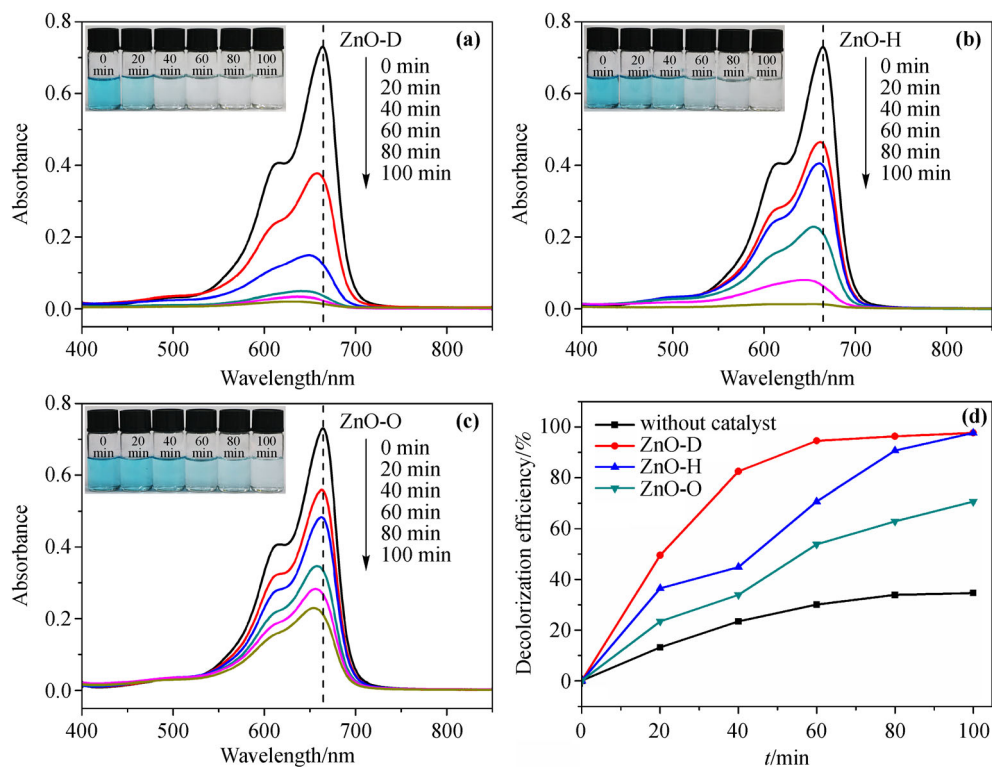 0.8
0.6
0.4
0.2
0.0
Absorbance
0 min
20 min
40 min
60 min
80 min
100 min
ZnO-D
(a)
0 min
20 min
40 min
60 min
80 min
100 min
400 500 600 700 800
Wavelength/nm
0.8
0.6
0.4
0.2
0.0
Absorbance
0 min
20 min
40 min
60 min
80 min
100 min
ZnO-H
(b)
0 min
20 min
40 min
60 min
80 min
100 min
400 500 600 700 800
Wavelength/nm
0.8
0.6
0.4
0.2
0.0
Absorbance
0 min
20 min
40 min
60 min
80 min
100 min
ZnO-O
(c)
0 min
20 min
40 min
60 min
80 min
100 min
400 500 600 700 800
Wavelength/nm
100
80
60
40
20
0
Decolorization efficiency/%
without catalyst
ZnO-D
ZnO-H
ZnO-O
(d)
0 20 40 60 80 100
t/min